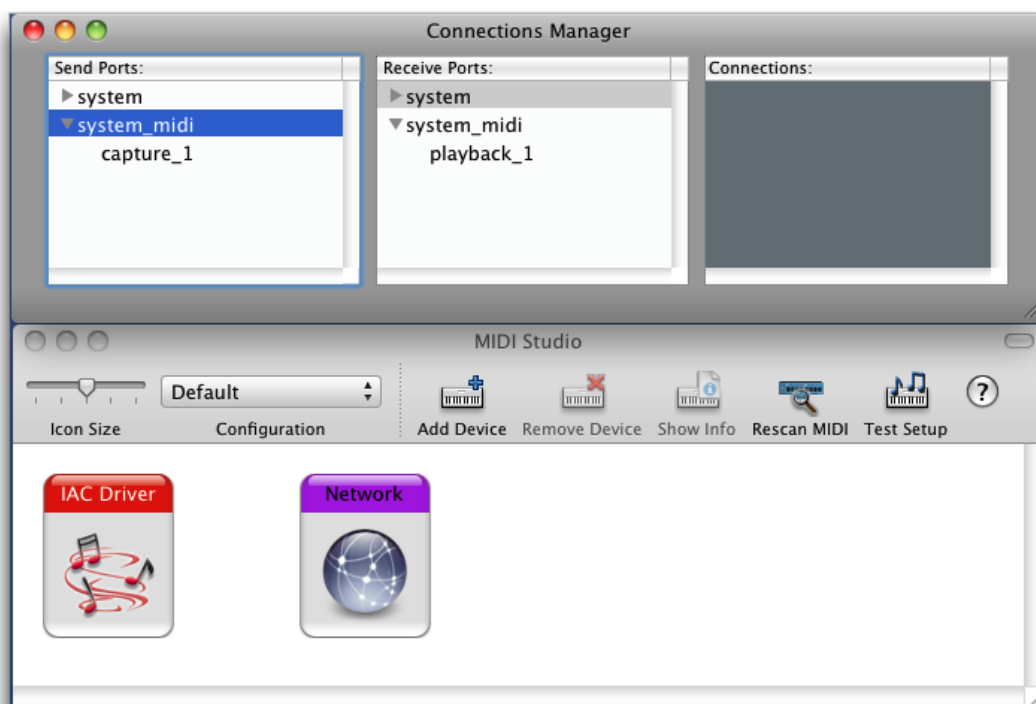 Connections Manager
Send Ports:
Receive Ports:
Connections:
system
system
system_midi
system_midi
capture_1
playback_1
MIDI Studio
Default
?
Icon Size
Configuration
Add Device
Remove Device
Show Info
Rescan MIDI
Test Setup
IAC Driver
Network